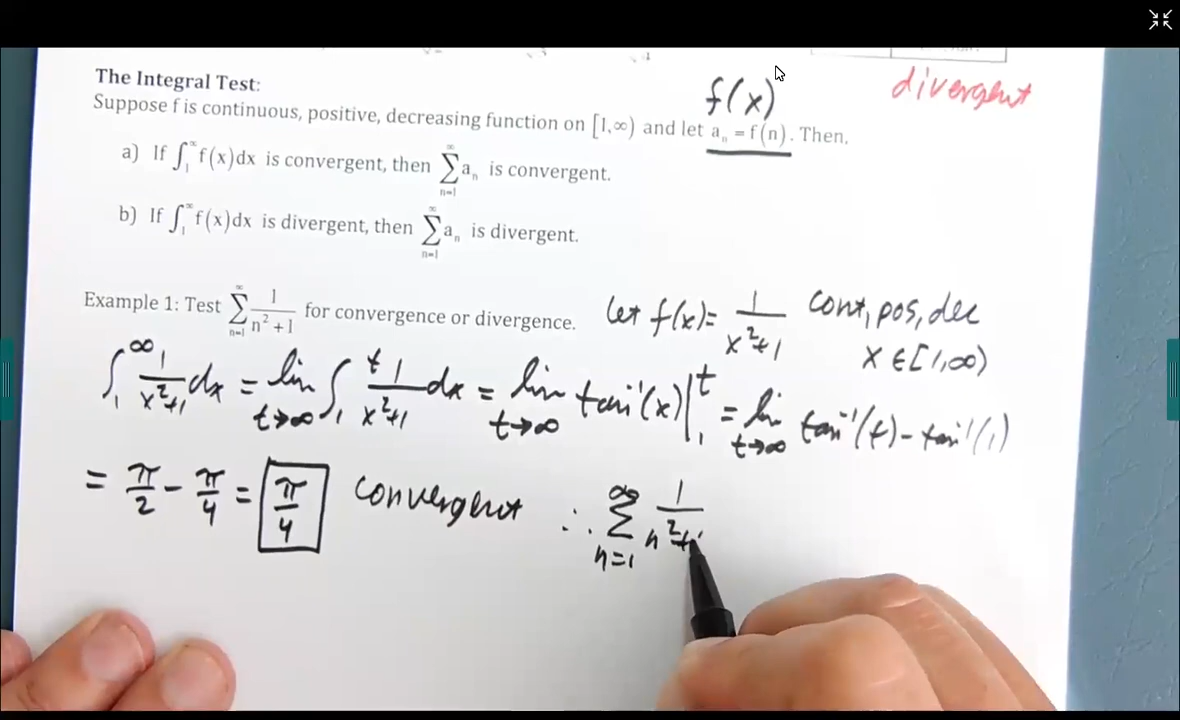 divergent
The Integral Test:
f(x)
Suppose f is continuous, positive, decreasing function on [1,∞) and let aₙ = f(n). Then,
a) If ∫₁^∞ f(x)dx is convergent, then ∑_{n=1}^∞ aₙ is convergent.
b) If ∫₁^∞ f(x)dx is divergent, then ∑_{n=1}^∞ aₙ is divergent.
Example 1: Test ∑_{n=1}^∞ 1/(n²+1) for convergence or divergence.
let f(x) = 1/(x²+1) cont, pos, dec
x ∈ [1,∞)
∫₁^∞ 1/(x²+1) dx = lim_{t→∞} ∫₁^t 1/(x²+1) dx = lim_{t→∞} tan⁻¹(x)|₁^t = lim_{t→∞} tan⁻¹(t) - tan⁻¹(1)
= π/2 - π/4 = π/4 convergent ∴ ∑_{n=1}^∞ 1/(n²+1